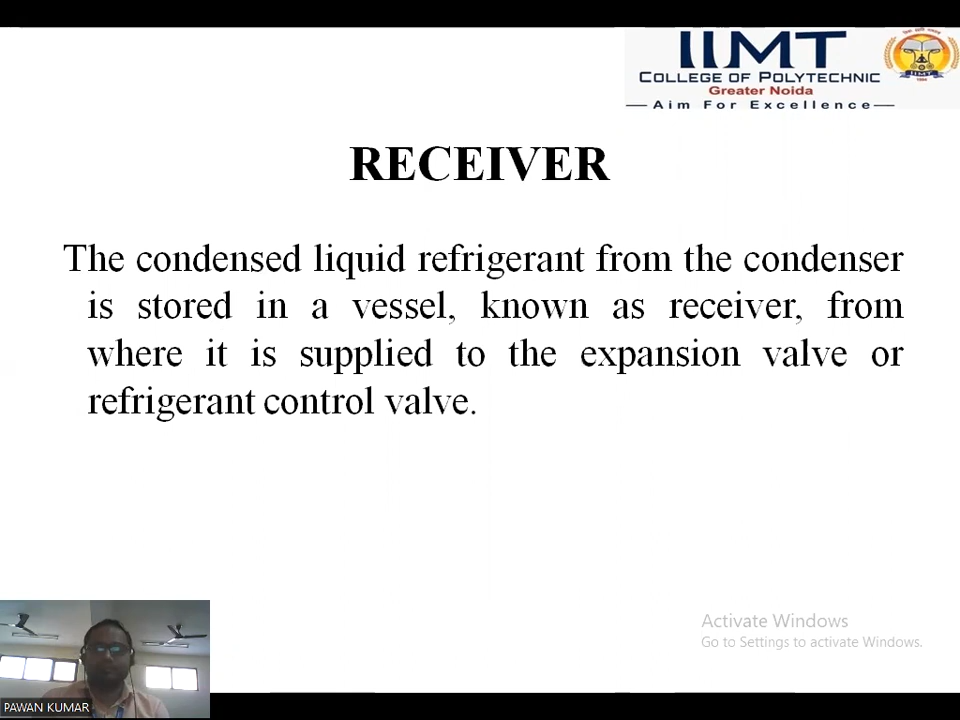 IIMT
COLLEGE OF POLYTECHNIC
Greater Noida
Aim For Excellence
IIMT
RECEIVER
The condensed liquid refrigerant from the condenser
is stored in a vessel, known as receiver, from
where it is supplied to the expansion valve or
refrigerant control valve.
Activate Windows
Go to Settings to activate Windows.
PAWAN KUMAR